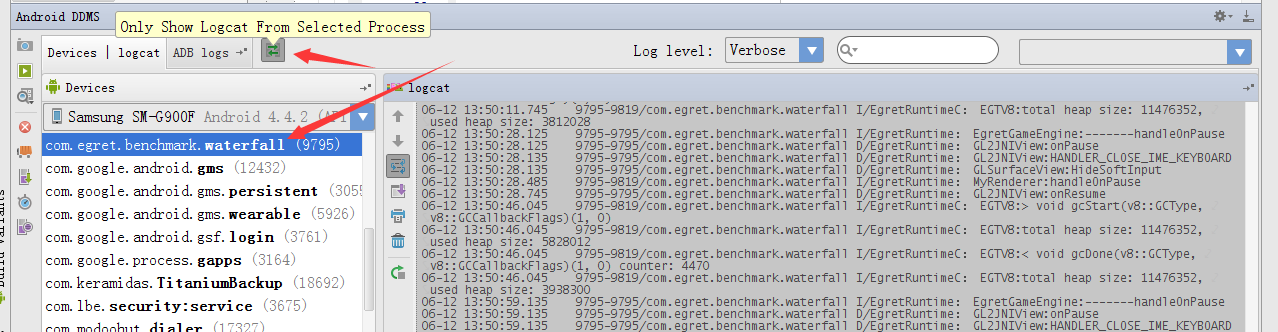 Android DDMS
Only Show Logcat From Selected Process
Devices | logcat
ADB logs
Log level:
Verbose
Devices
logcat
Samsung SM-G900F Android 4.4.2
com.egret.benchmark.waterfall (9795)
com.google.android.gms (12432)
com.google.android.gms.persistent (3055
com.google.android.gms.wearable (5926)
com.google.android.gsf.login (3761)
com.google.process.gapps (3164)
com.keramidas.TitaniumBackup (18692)
com.lbe.security:service (3675)
com.modoohut.dialer (17327)
06-12 13:50:11.745 9795-9819/com.egret.benchmark.waterfall I/EgretRuntimeC: EGTV8:total heap size: 11476352,
used heap size: 3812028
06-12 13:50:28.125 9795-9795/com.egret.benchmark.waterfall I/EgretRuntime: EgretGameEngine:-------handleOnPause
06-12 13:50:28.125 9795-9795/com.egret.benchmark.waterfall D/EgretRuntime: GL2JNIView:onPause
06-12 13:50:28.135 9795-9795/com.egret.benchmark.waterfall D/EgretRuntime: GL2JNIView:HANDLER_CLOSE_IME_KEYBOARD
06-12 13:50:28.135 9795-9795/com.egret.benchmark.waterfall D/EgretRuntime: GLSurfaceView:HideSoftInput
06-12 13:50:28.485 9795-9819/com.egret.benchmark.waterfall I/EgretRuntime: MyRenderer:handleOnPause
06-12 13:50:28.745 9795-9795/com.egret.benchmark.waterfall D/EgretRuntime: GL2JNIView:onResume
06-12 13:50:46.045 9795-9819/com.egret.benchmark.waterfall I/EgretRuntimeC: EGTV8:> void gcStart(v8::GCType,
v8::GCCallbackFlags)(1, 0)
06-12 13:50:46.045 9795-9819/com.egret.benchmark.waterfall I/EgretRuntimeC: EGTV8:total heap size: 11476352,
used heap size: 5828012
06-12 13:50:46.045 9795-9819/com.egret.benchmark.waterfall I/EgretRuntimeC: EGTV8:< void gcDone(v8::GCType,
v8::GCCallbackFlags)(1, 0) counter: 4470
06-12 13:50:46.045 9795-9819/com.egret.benchmark.waterfall I/EgretRuntimeC: EGTV8:total heap size: 11476352,
used heap size: 3938300
06-12 13:50:59.135 9795-9795/com.egret.benchmark.waterfall I/EgretRuntime: EgretGameEngine:-------handleOnPause
06-12 13:50:59.135 9795-9795/com.egret.benchmark.waterfall D/EgretRuntime: GL2JNIView:onPause
06-12 13:50:59.135 9795-9795/com.egret.benchmark.waterfall D/EgretRuntime: GL2JNIView:HANDLER_CLOSE_IME_KEYBOARD